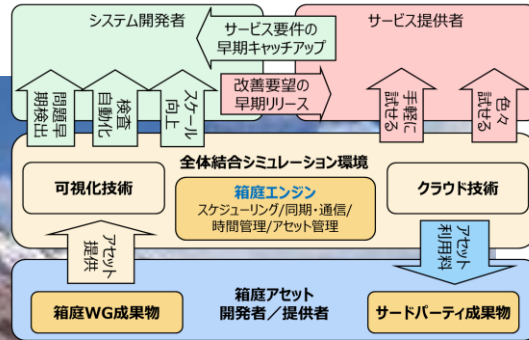 システム開発者
サービス提供者
サービス要件の
早期キャッチアップ
改善要望の
早期リリース
問題早
期検出
検査
自動化
スケール
向上
手軽に
試せる
色々
試せる
全体結合シミュレーション環境
可視化技術
箱庭エンジン
スケジューリング/同期・通信/
時間管理/アセット管理
クラウド技術
アセット
提供
アセット
利用料
箱庭WG成果物
箱庭アセット
開発者／提供者
サードパーティ成果物